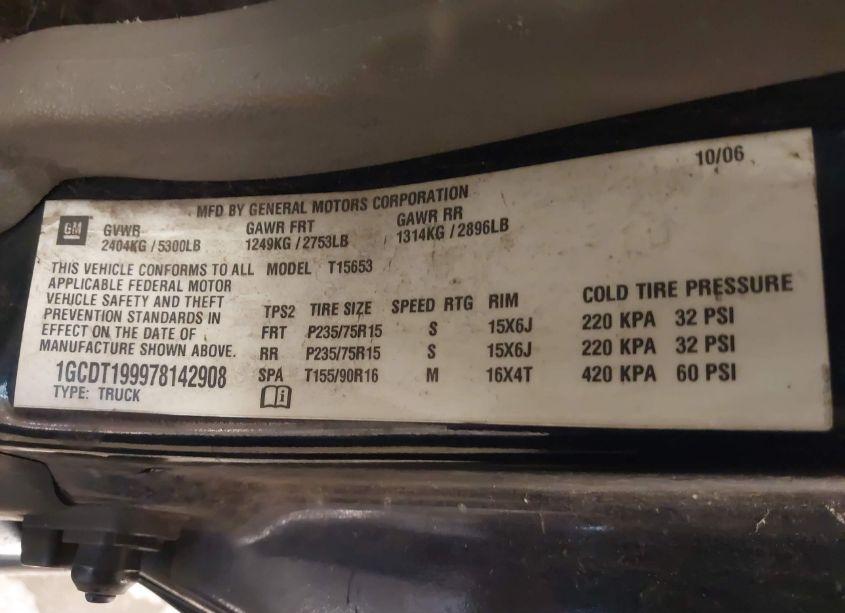 10/06
MFD BY GENERAL MOTORS CORPORATION
GM
GVWR GAWR FRT GAWR RR
2404KG / 5300LB 1249KG / 2753LB 1314KG / 2896LB
THIS VEHICLE CONFORMS TO ALL
APPLICABLE FEDERAL MOTOR
VEHICLE SAFETY AND THEFT
PREVENTION STANDARDS IN
EFFECT ON THE DATE OF
MANUFACTURE SHOWN ABOVE.
1GCDT199978142908
TYPE: TRUCK
MODEL T15653
TPS2 TIRE SIZE SPEED RTG RIM COLD TIRE PRESSURE
FRT P235/75R15 S 15X6J 220 KPA 32 PSI
RR P235/75R15 S 15X6J 220 KPA 32 PSI
SPA T155/90R16 M 16X4T 420 KPA 60 PSI
i